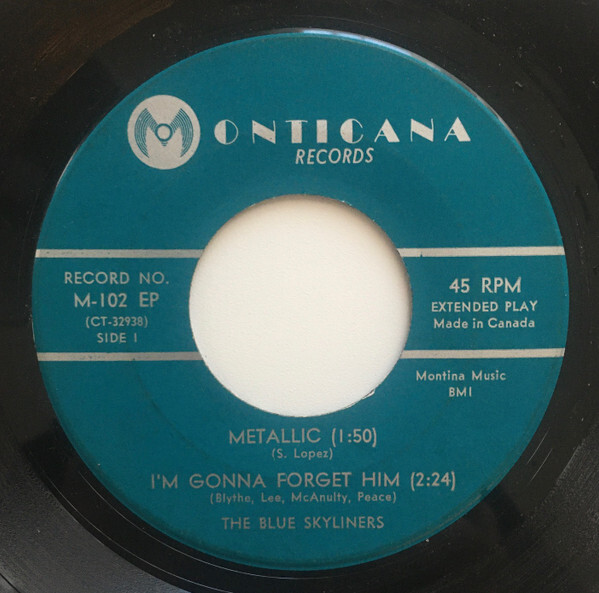 MONTICANA
RECORDS
RECORD NO.
M-102 EP
(CT-32938)
SIDE I
45 RPM
EXTENDED PLAY
Made in Canada
Montina Music
BMI
METALLIC (1:50)
(S. Lopez)
I'M GONNA FORGET HIM (2:24)
(Blythe, Lee, McAnulty, Peace)
THE BLUE SKYLINERS